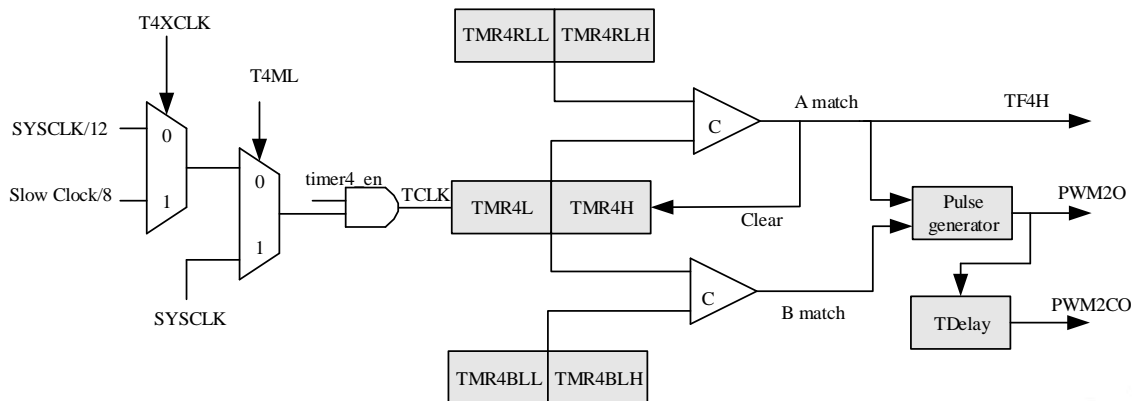 T4XCLK
TMR4RLL TMR4RLH
T4ML
A match
TF4H
SYSCLK/12
0
C
Slow Clock/8
1
0
timer4_en
TCLK
TMR4L TMR4H
Clear
Pulse
generator
PWM2O
1
SYSCLK
C
B match
TDelay
PWM2CO
TMR4BLL TMR4BLH